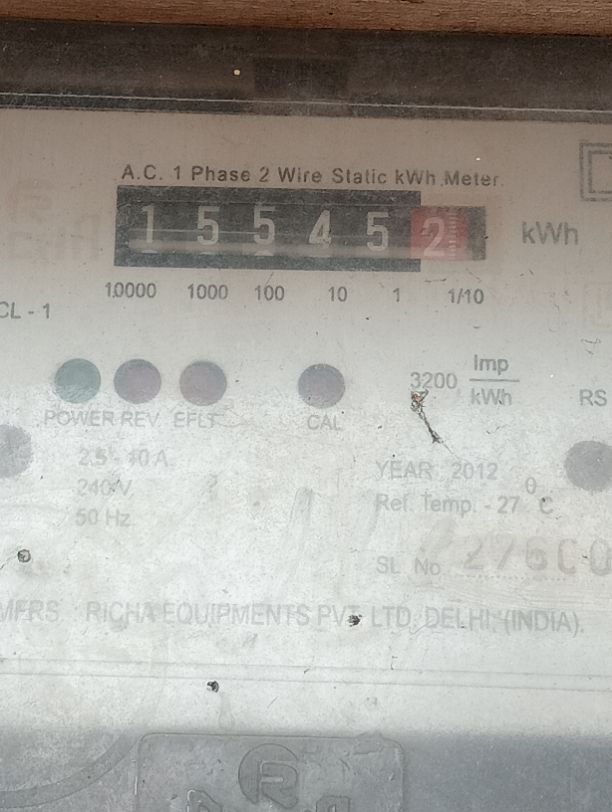 A.C. 1 Phase 2 Wire Static kWh Meter
1 5 5 4 5 2 kWh
10000 1000 100 10 1 1/10
CL - 1
3200 Imp
kWh
RS
POWER REV. EFLT CAL
2.5 - 10 A
240 V
50 Hz
YEAR 2012
Ref. Temp. - 27 °C
SL No.
MFRS RICHA EQUIPMENTS PVT. LTD. DELHI. (INDIA).
R